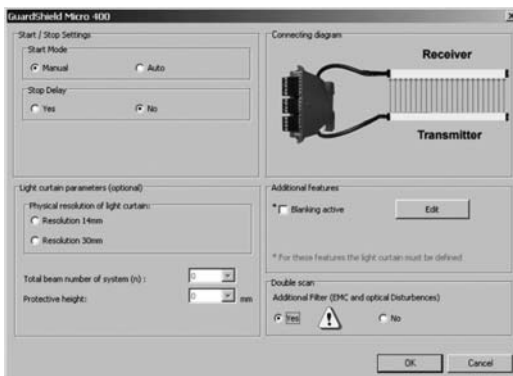 GuardShield Micro 400
Start / Stop Settings
Start Mode
Manual
Auto
Stop Delay
Yes
No
Connecting diagram
Receiver
Transmitter
Light curtain parameters (optional)
Physical resolution of light curtain:
Resolution 14mm
Resolution 30mm
Total beam number of system (n) :
0
Protective height:
0
mm
Additional features
* Blanking active
Edit
* For these features the light curtain must be defined
Double scan
Additional Filter (EMC and optical Disturbences)
Yes
No
OK
Cancel